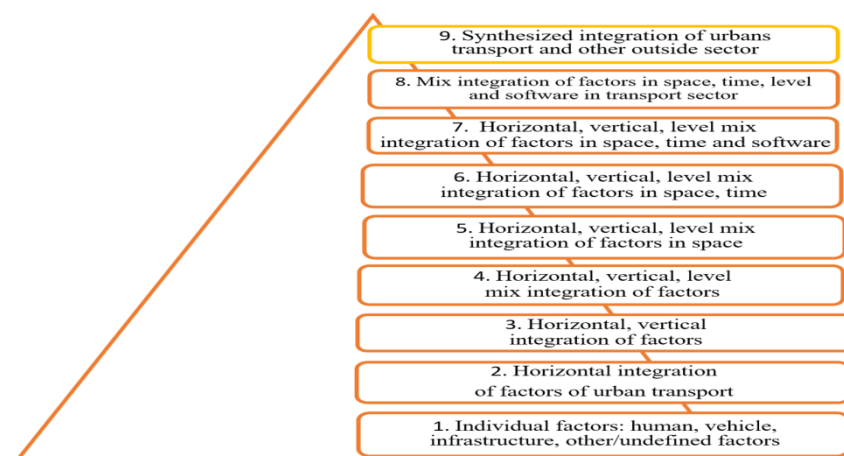 9. Synthesized integration of urbans
transport and other outside sector
8. Mix integration of factors in space, time, level
and software in transport sector
7. Horizontal, vertical, level mix
integration of factors in space, time and software
6. Horizontal, vertical, level mix
integration of factors in space, time
5. Horizontal, vertical, level mix
integration of factors in space
4. Horizontal, vertical, level
mix integration of factors
3. Horizontal, vertical
integration of factors
2. Horizontal integration
of factors of urban transport
1. Individual factors: human, vehicle,
infrastructure, other/undefined factors